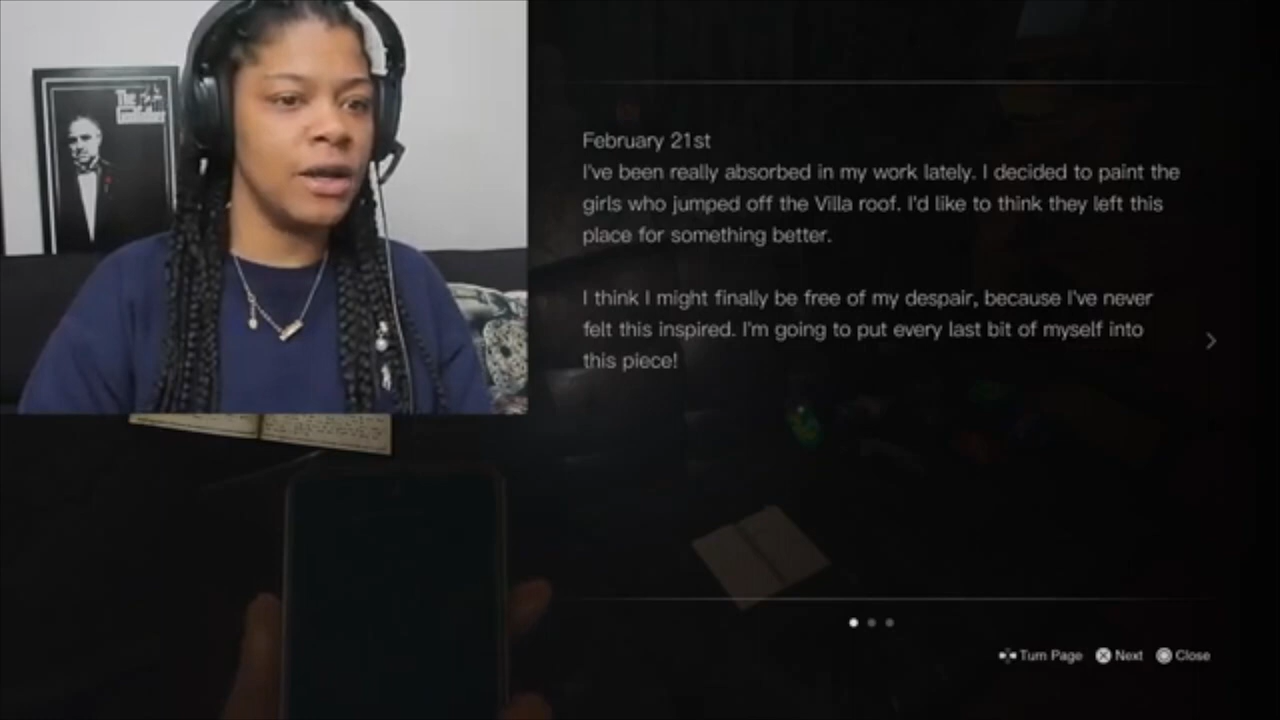 The
Godfather
February 21st
I've been really absorbed in my work lately. I decided to paint the
girls who jumped off the Villa roof. I'd like to think they left this
place for something better.
I think I might finally be free of my despair, because I've never
felt this inspired. I'm going to put every last bit of myself into
this piece!
Turn Page Next Close